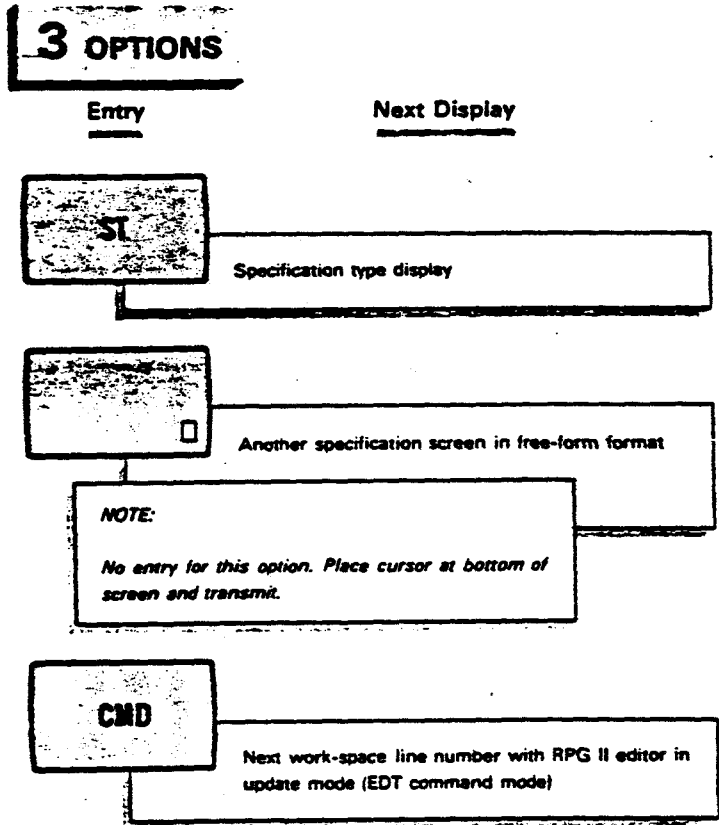 3 OPTIONS
Entry
Next Display
ST
Specification type display
Another specification screen in free-form format
NOTE:
No entry for this option. Place cursor at bottom of
screen and transmit.
CMD
Next work-space line number with RPG II editor in
update mode (EDT command mode)